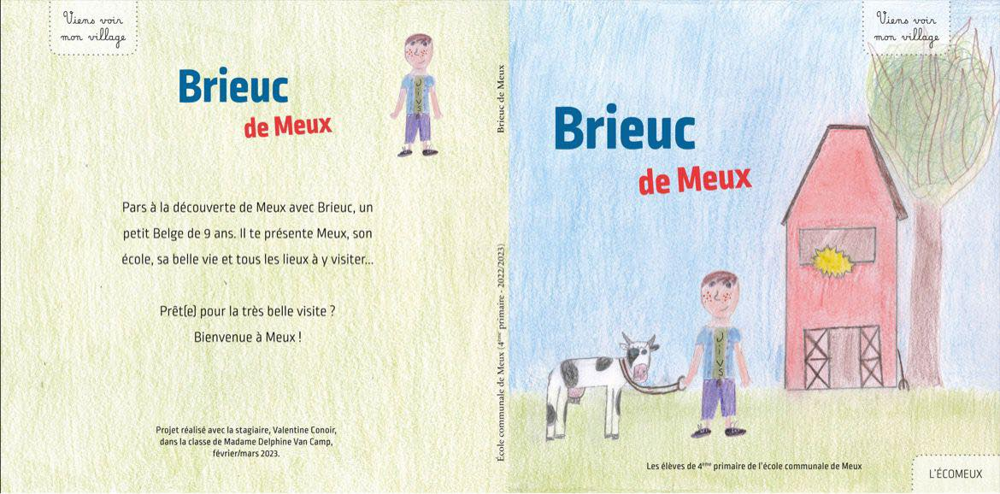 Viens voir
mon village
Brieuc
de Meux
JIVS
Pars à la découverte de Meux avec Brieuc, un
petit Belge de 9 ans. Il te présente Meux, son
école, sa belle vie et tous les lieux à y visiter...
Prêt(e) pour la très belle visite ?
Bienvenue à Meux !
Projet réalisé avec la stagiaire, Valentine Conoir,
dans la classe de Madame Delphine Van Camp,
février/mars 2023.
Brieuc de Meux
École communale de Meux (4ème primaire - 2022/2023)
Viens voir
mon village
Brieuc
de Meux
JIVS
Les élèves de 4ème primaire de l'école communale de Meux
L'ÉCOMEUX